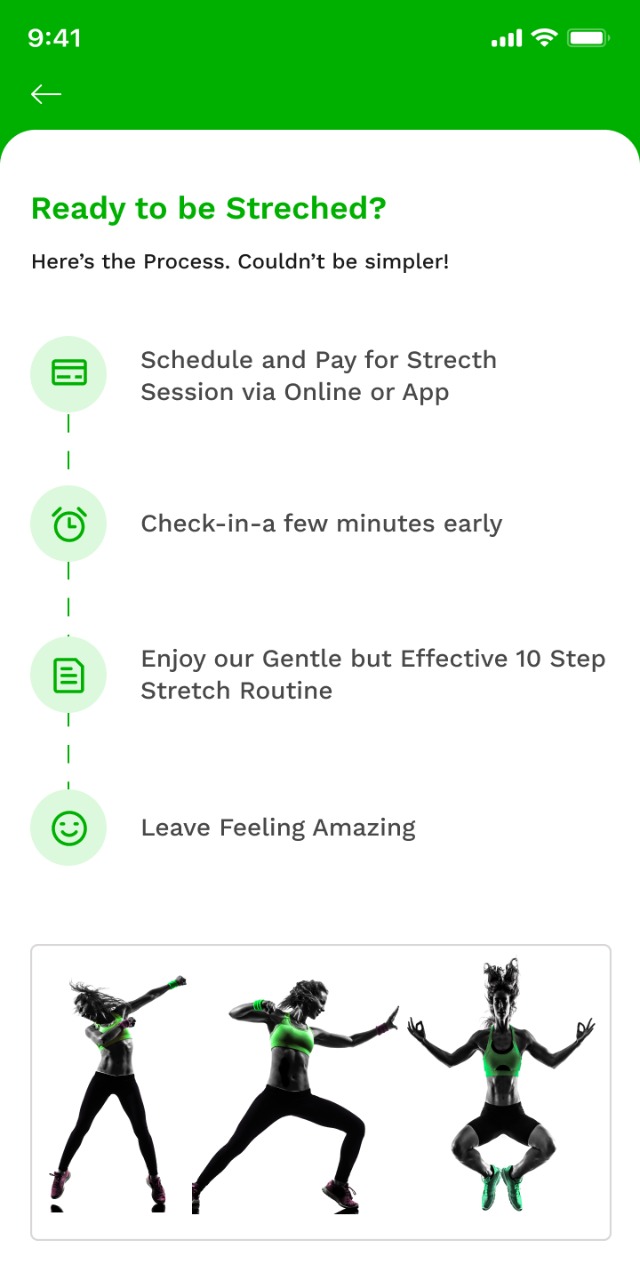 9:41
Ready to be Streched?
Here’s the Process. Couldn’t be simpler!
Schedule and Pay for Strecth
Session via Online or App
Check-in-a few minutes early
Enjoy our Gentle but Effective 10 Step
Stretch Routine
Leave Feeling Amazing